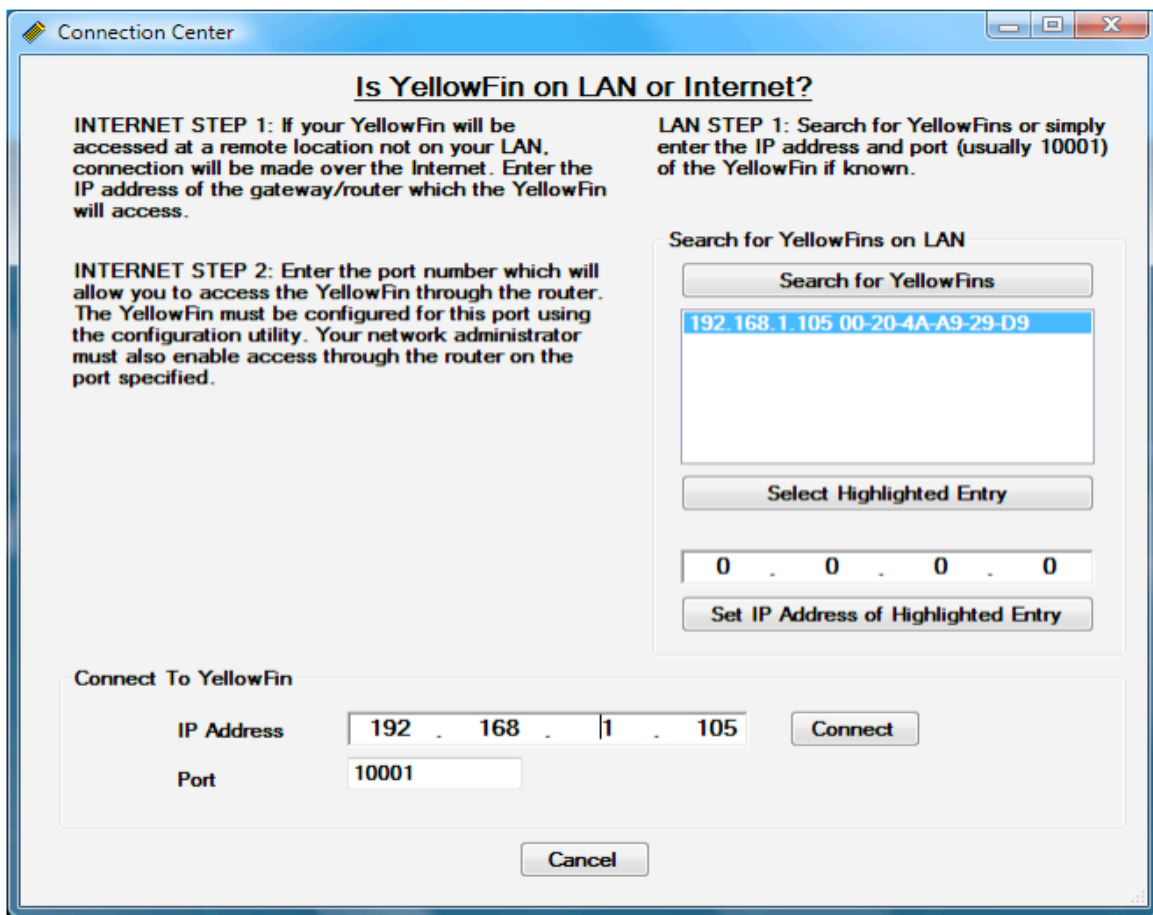 Connection Center
Is YellowFin on LAN or Internet?
INTERNET STEP 1: If your YellowFin will be
accessed at a remote location not on your LAN,
connection will be made over the Internet. Enter the
IP address of the gateway/router which the YellowFin
will access.
INTERNET STEP 2: Enter the port number which will
allow you to access the YellowFin through the router.
The YellowFin must be configured for this port using
the configuration utility. Your network administrator
must also enable access through the router on the
port specified.
LAN STEP 1: Search for YellowFins or simply
enter the IP address and port (usually 10001)
of the YellowFin if known.
Search for YellowFins on LAN
Search for YellowFins
192.168.1.105 00-20-4A-A9-29-D9
Select Highlighted Entry
0 . 0 . 0 . 0
Set IP Address of Highlighted Entry
Connect To YellowFin
IP Address 192 . 168 . 1 . 105 Connect
Port 10001
Cancel